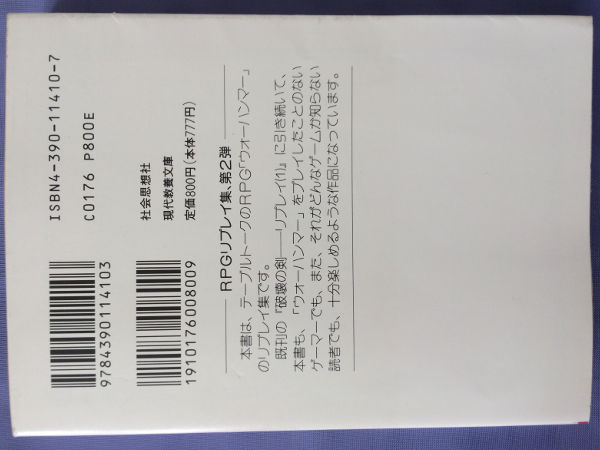 ISBN4-390-11410-7
C0176 P800E
社会思想社
現代教養文庫
定価800円(本体777円)
9784390114103
1910176008009
RPGリプレイ集、第2弾
本書は、テーブルトークのRPG「ウォーハンマー」
のリプレイ集です。
既刊の『破壊の剣——リプレイ(1)』に引き続いて、
本書も、「ウォーハンマー」をプレイしたことのない
ゲーマーでも、また、それがどんなゲームか知らない
読者でも、十分楽しめるような作品になっています。